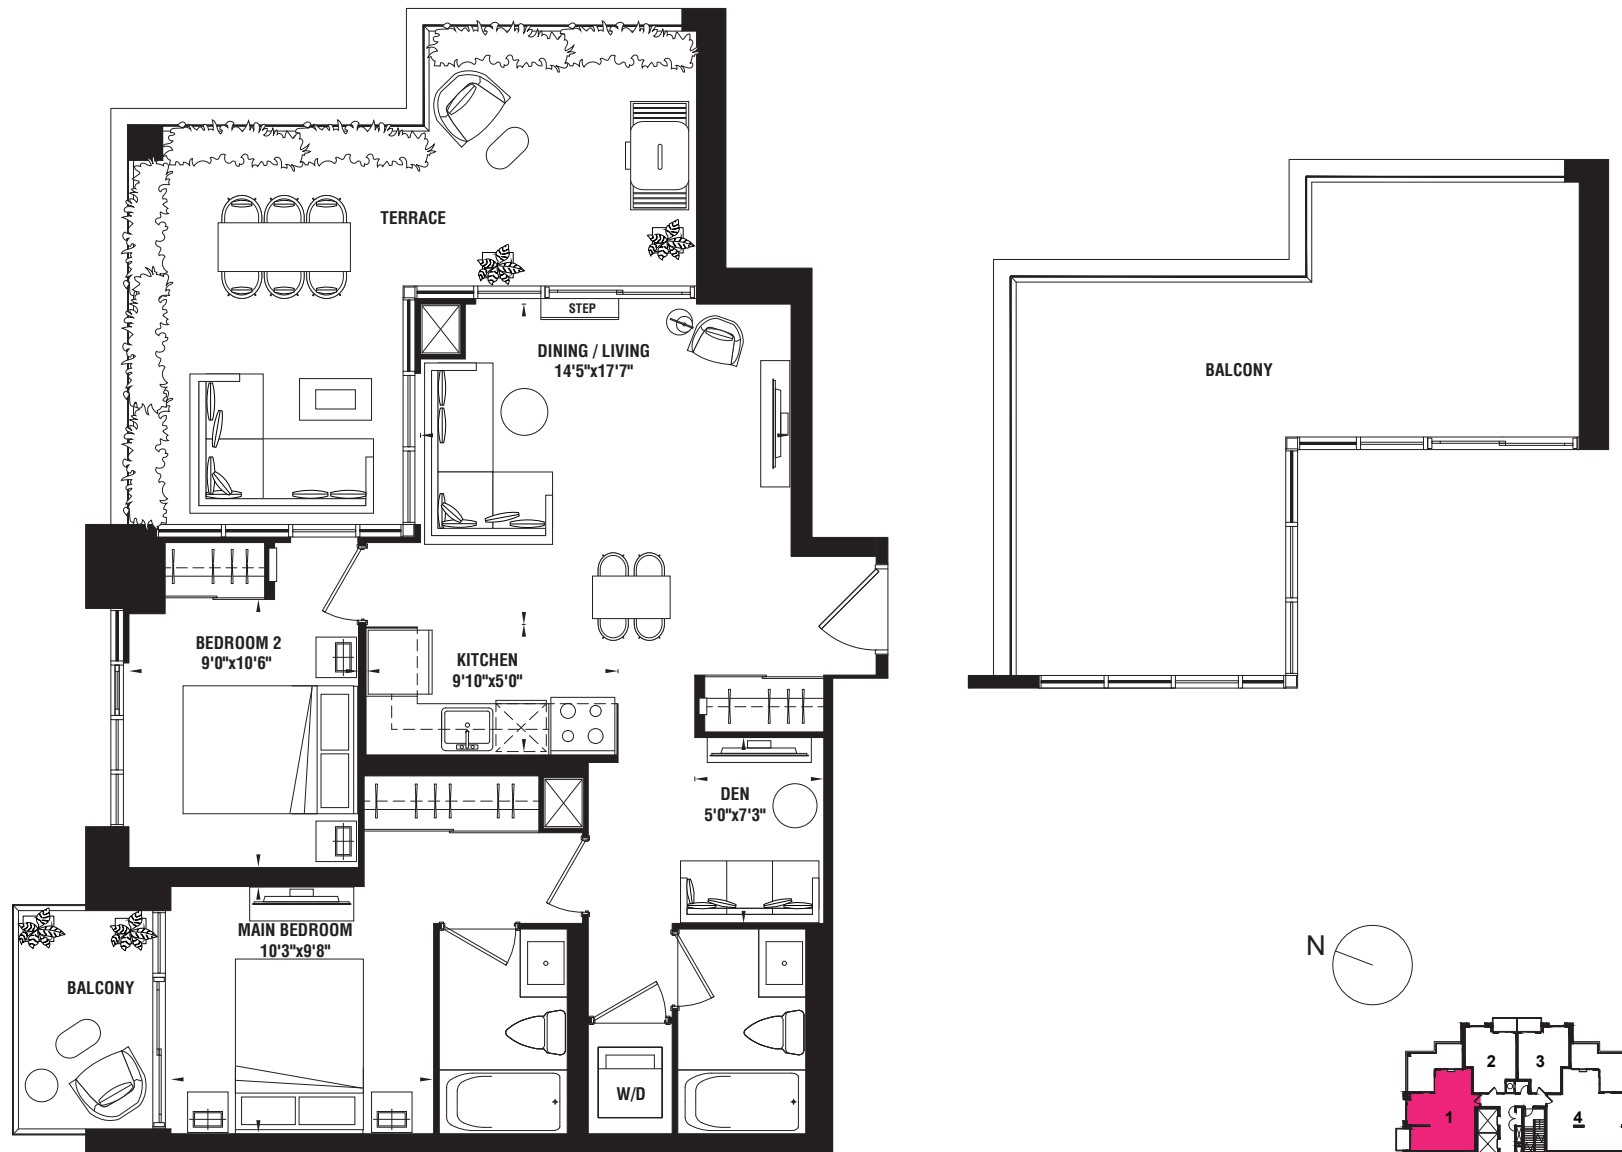 TERRACE
STEP
DINING / LIVING
14'5"x17'7"
BALCONY
BEDROOM 2
9'0"x10'6"
KITCHEN
9'10"x5'0"
DEN
5'0"x7'3"
MAIN BEDROOM
10'3"x9'8"
BALCONY
W/D
N
2
3
1
4